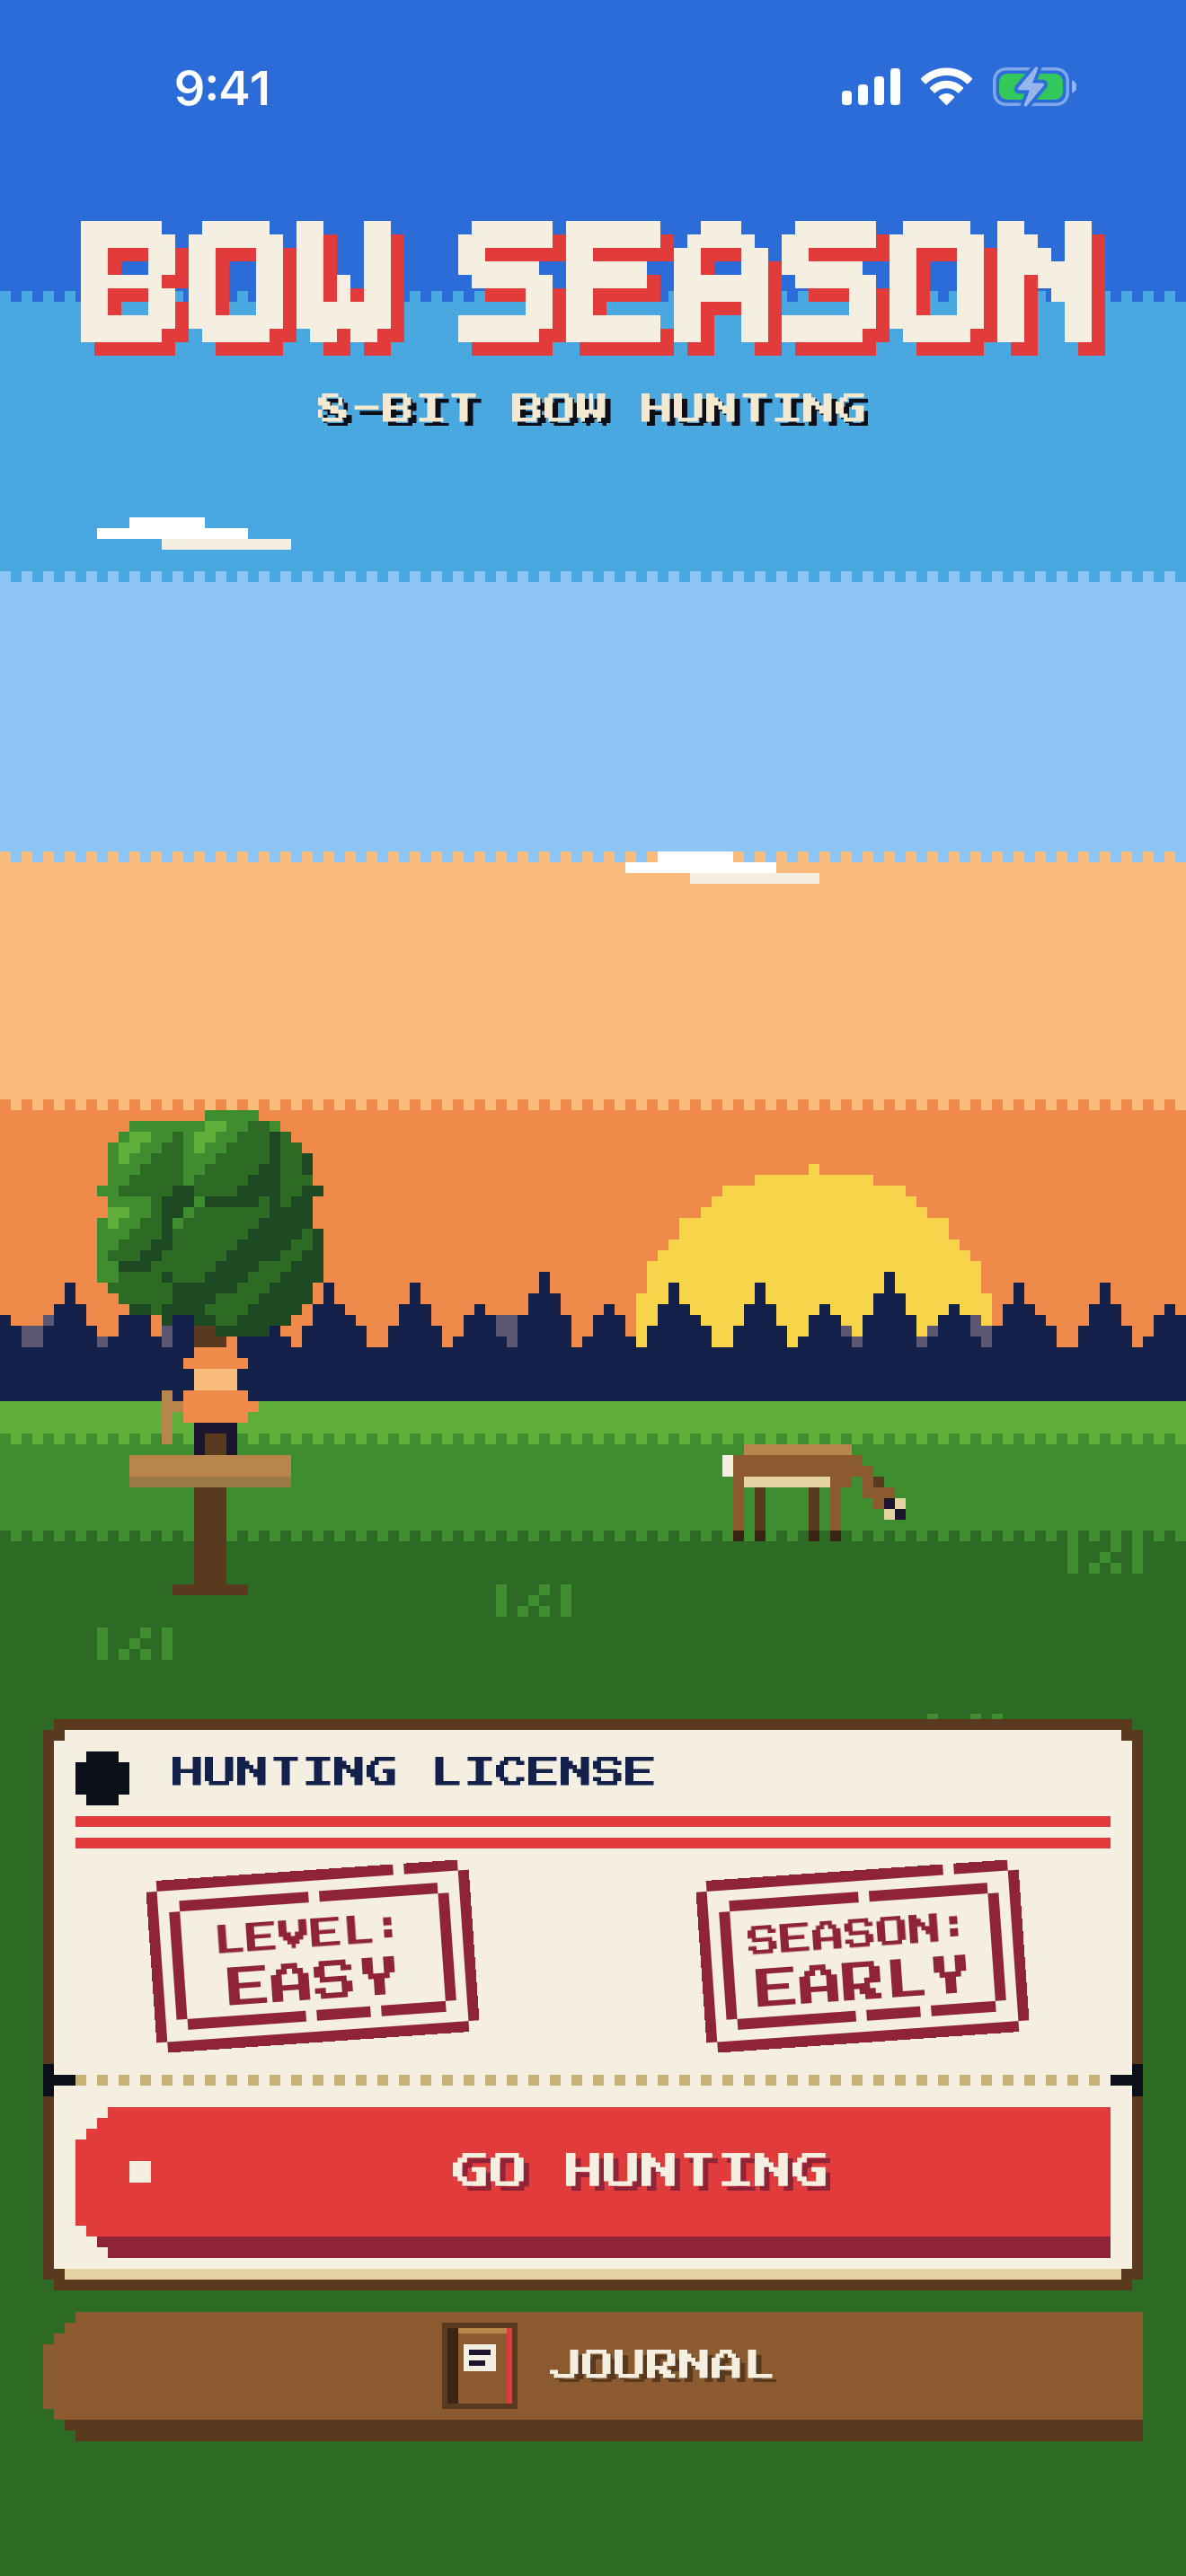 9:41
BOW SEASON
8-BIT BOW HUNTING
HUNTING LICENSE
LEVEL:
EASY
SEASON:
EARLY
GO HUNTING
JOURNAL